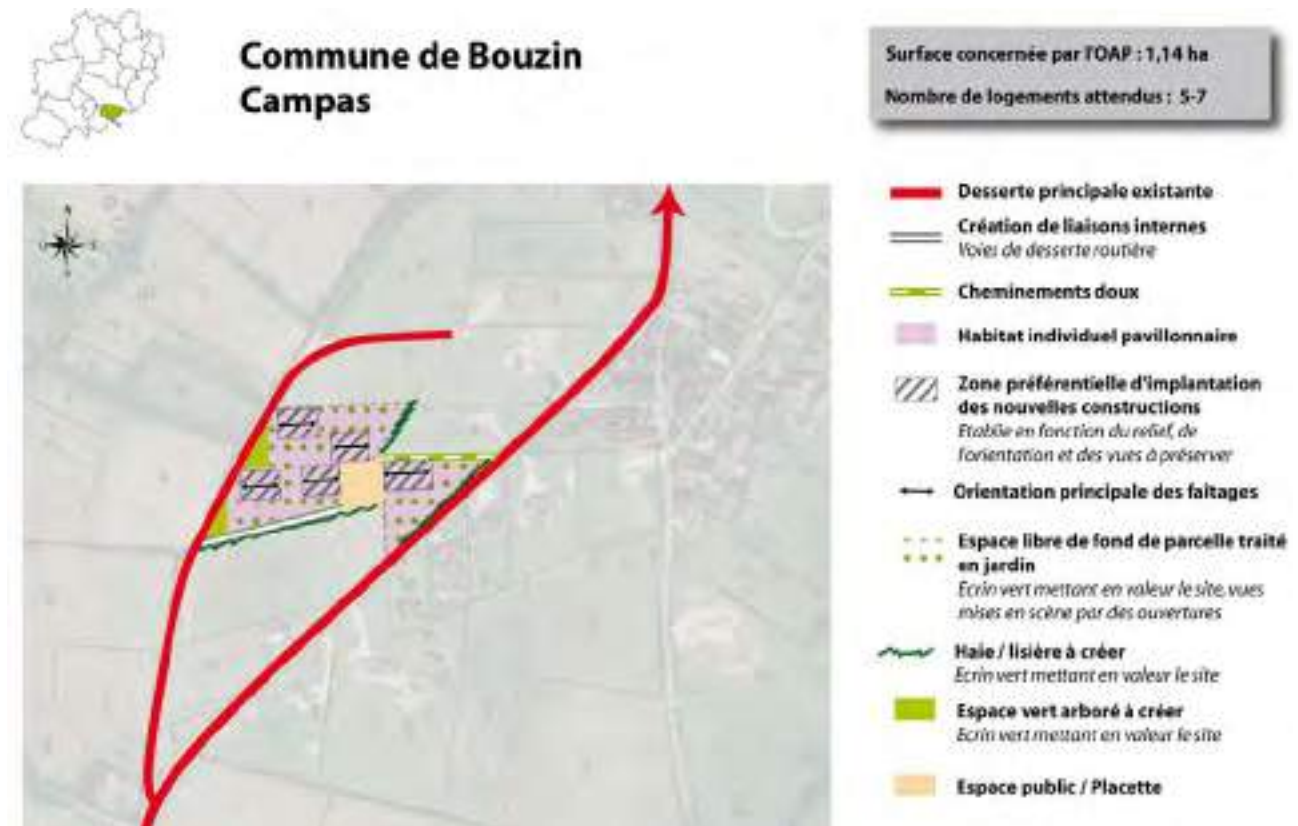 Commune de Bouzin
Campas
Surface concernée par l'OAP : 1,14 ha
Nombre de logements attendus : 5-7
Desserte principale existante
Création de liaisons internes
Voies de desserte routière
Cheminements doux
Habitat individuel pavillonnaire
Zone préférentielle d'implantation
des nouvelles constructions
Etablie en fonction du relief, de
l'orientation et des vues à préserver
Orientation principale des faitages
Espace libre de fond de parcelle traité
en jardin
Ecrin vert mettant en valeur le site, vues
mises en scène par des ouvertures
Haie / lisière à créer
Ecrin vert mettant en valeur le site
Espace vert arboré à créer
Ecrin vert mettant en valeur le site
Espace public / Placette